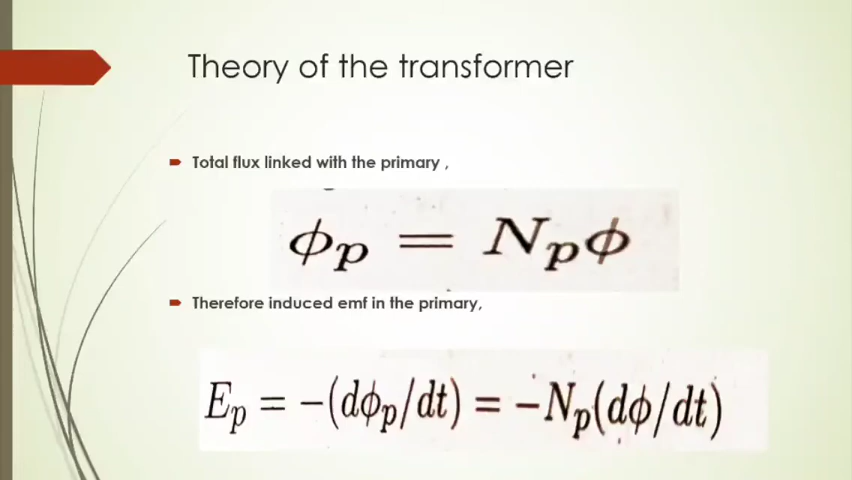 Theory of the transformer
Total flux linked with the primary ,
ϕₚ = Nₚϕ
Therefore induced emf in the primary,
Eₚ = −(dϕₚ/dt) = −Nₚ(dϕ/dt)